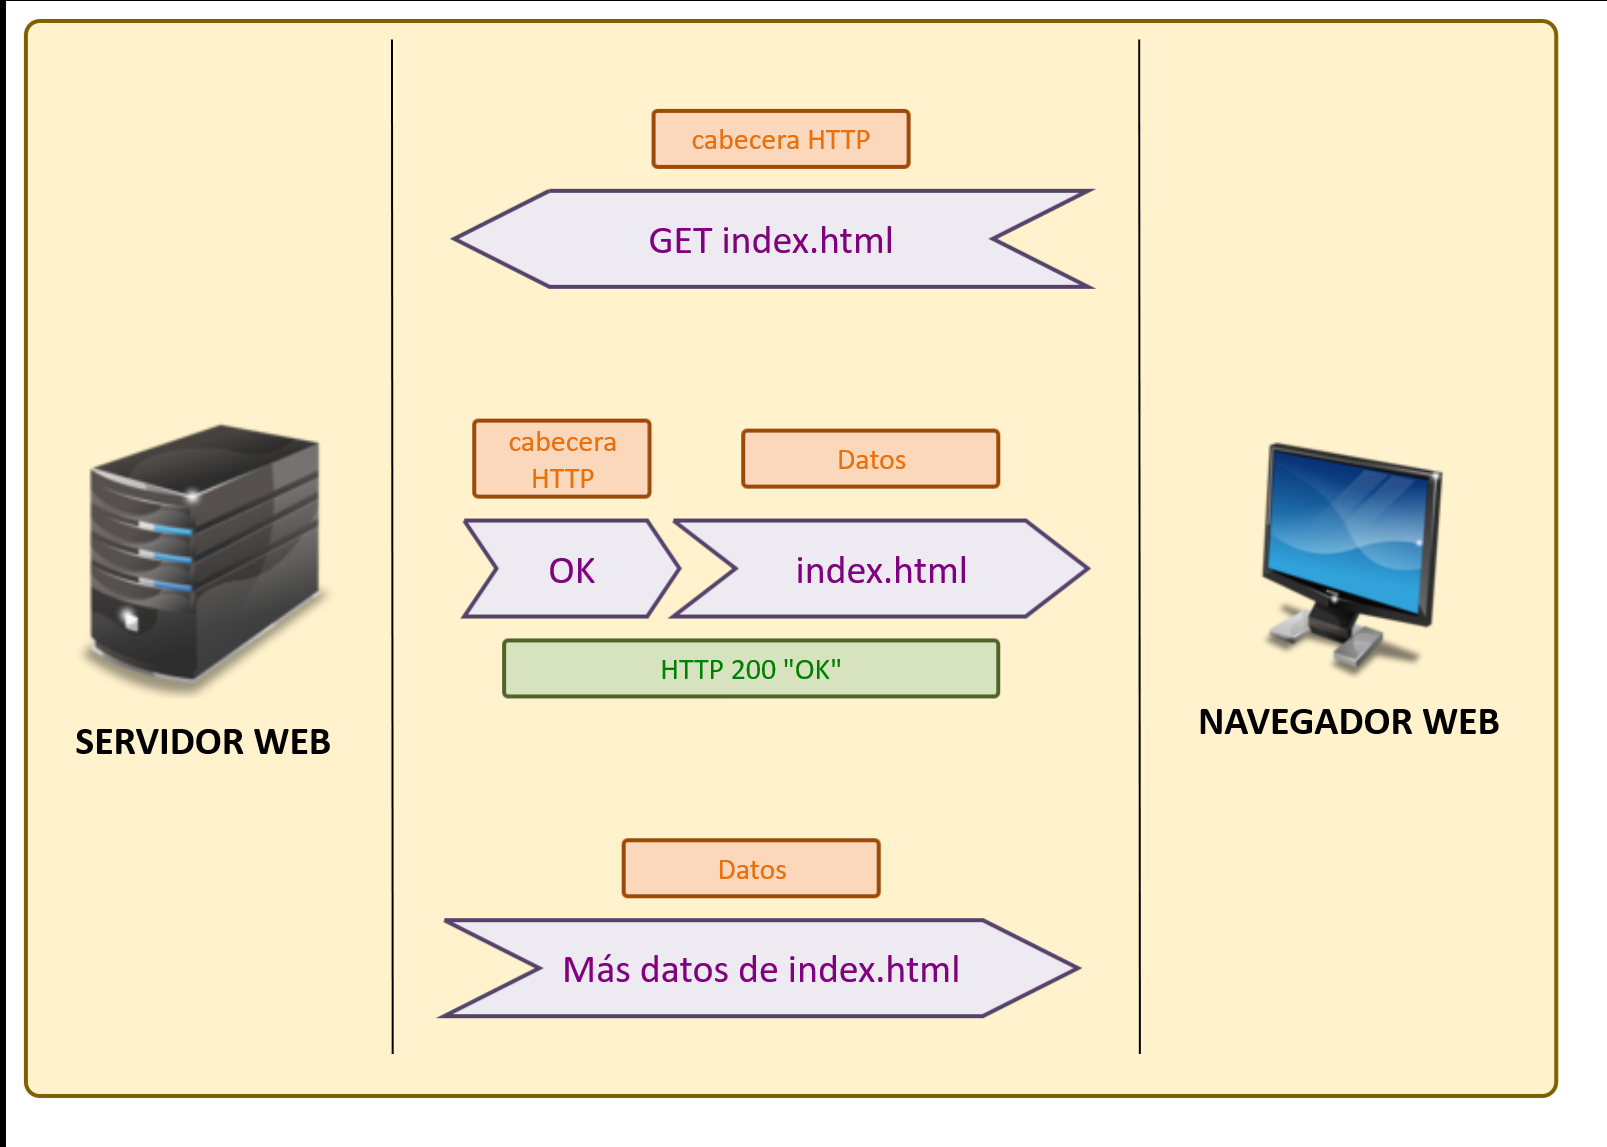 cabecera HTTP
GET index.html
cabecera
HTTP
Datos
OK
index.html
HTTP 200 "OK"
SERVIDOR WEB
NAVEGADOR WEB
Datos
Más datos de index.html